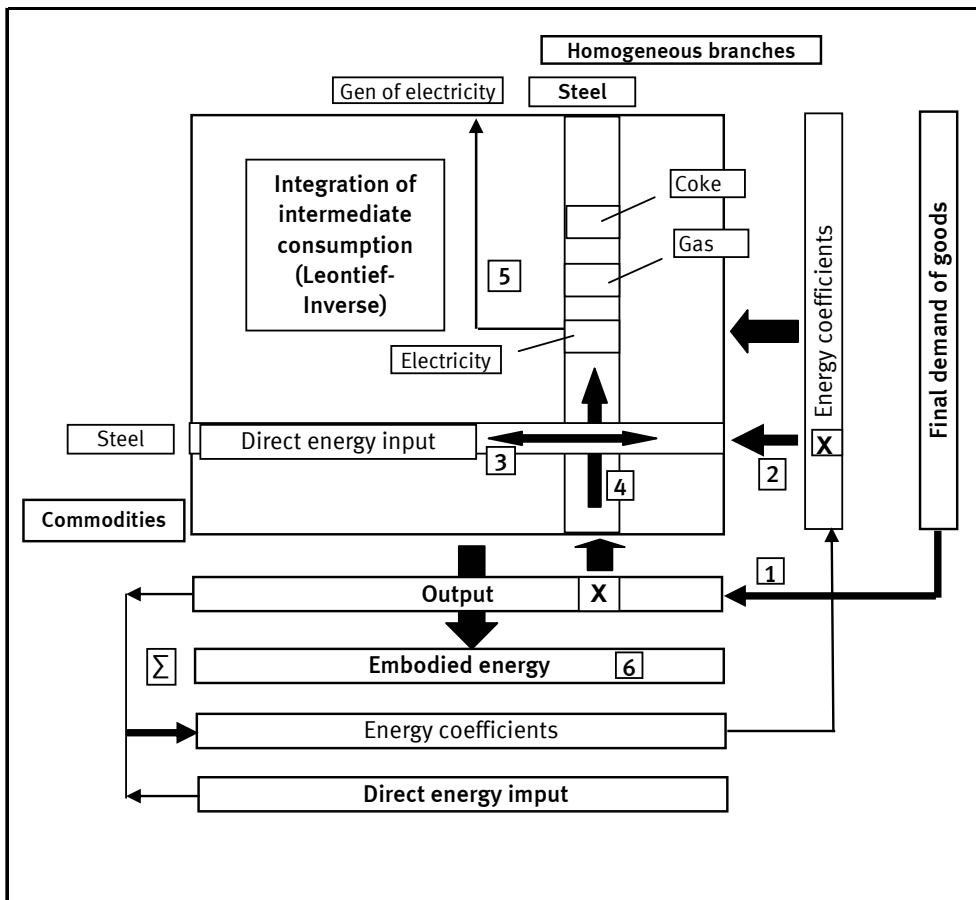 Homogeneous branches
Gen of electricity
Steel
Integration of
intermediate
consumption
(Leontief-
Inverse)
Coke
Gas
5
Electricity
Energy coefficients
Final demand of goods
Steel
Direct energy input
3
4
X
2
Commodities
1
Output
X
Σ
Embodied energy
6
Energy coefficients
Direct energy imput